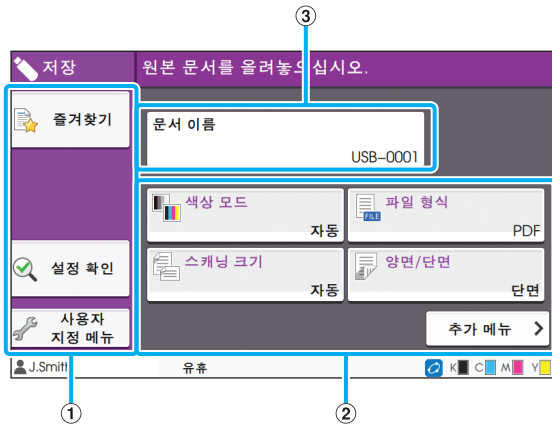 ③
저장
원본 문서를 올려놓으십시오.
즐겨찾기
문서 이름
USB-0001
색상 모드
자동
파일 형식
FILE
PDF
스캐닝 크기
자동
양면/단면
단면
설정 확인
사용자
지정 메뉴
추가 메뉴
J.Smith
유휴
K C M Y
① ②